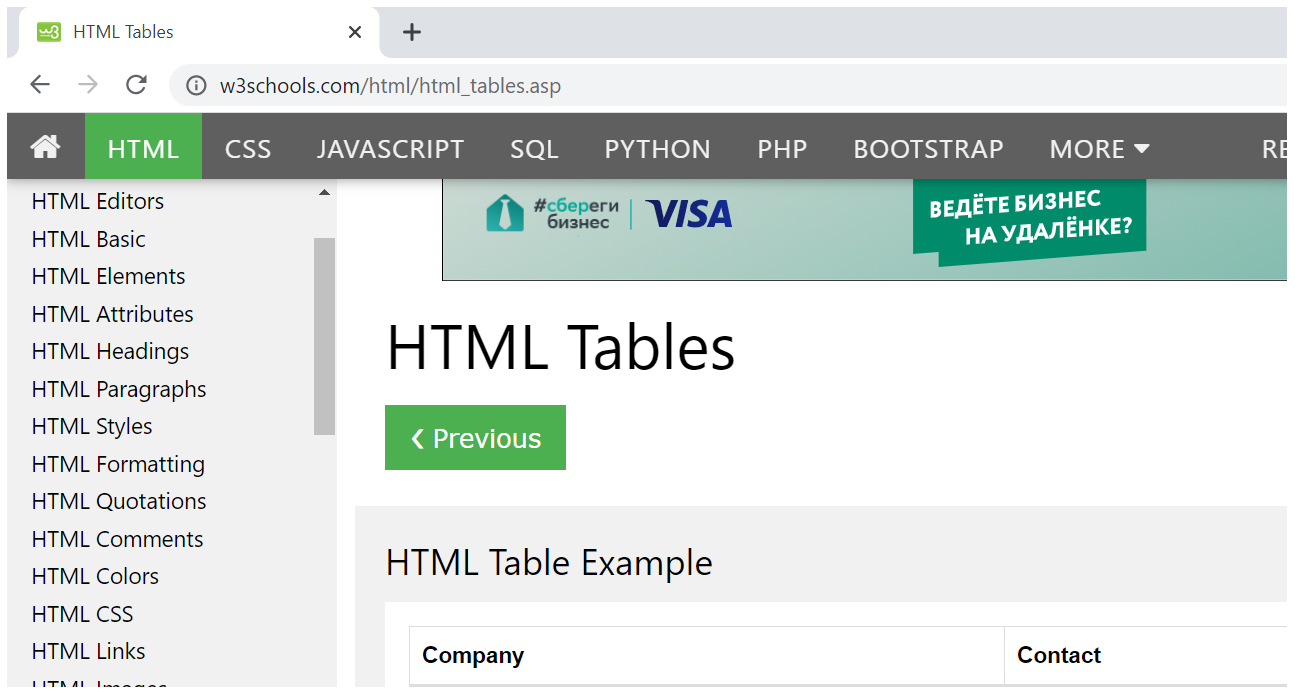 HTML Tables
w3schools.com/html/html_tables.asp
HTML CSS JAVASCRIPT SQL PYTHON PHP BOOTSTRAP MORE
HTML Editors
HTML Basic
HTML Elements
HTML Attributes
HTML Headings
HTML Paragraphs
HTML Styles
HTML Formatting
HTML Quotations
HTML Comments
HTML Colors
HTML CSS
HTML Links
HTML Images
#сбереги
бизнес
VISA
ВЕДЁТЕ БИЗНЕС
НА УДАЛЁНКЕ?
HTML Tables
❮ Previous
HTML Table Example
Company Contact